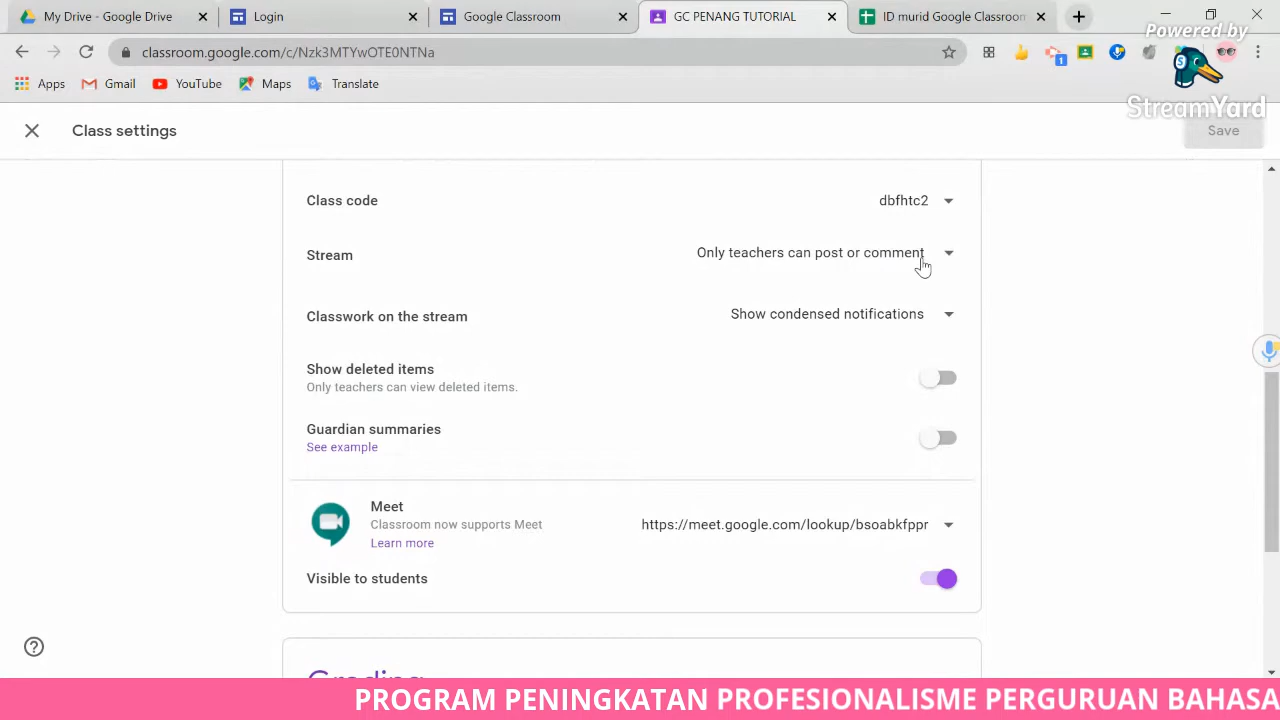 My Drive - Google Drive
Login
Google Classroom
GC PENANG TUTORIAL
ID murid Google Classroom
Powered by
StreamYard
classroom.google.com/c/Nzk3MTYwOTE0NTNa
1
Apps
Gmail
YouTube
Maps
Translate
Class settings
Save
Class code
dbfhtc2
Stream
Only teachers can post or comment
Classwork on the stream
Show condensed notifications
Show deleted items
Only teachers can view deleted items.
Guardian summaries
See example
Meet
Classroom now supports Meet
Learn more
https://meet.google.com/lookup/bsoabkfppr
Visible to students
Grading
PROGRAM PENINGKATAN PROFESIONALISME PERGURUAN BAHASA